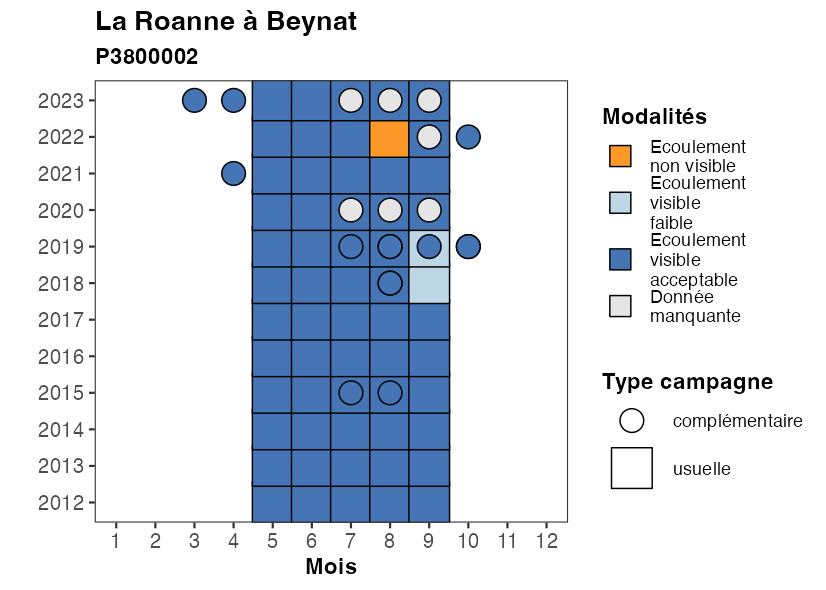 La Roanne à Beynat
P3800002
2023
2022
2021
2020
2019
2018
2017
2016
2015
2014
2013
2012
1 2 3 4 5 6 7 8 9 10 11 12
Mois
Modalités
Ecoulement
non visible
Ecoulement
visible
faible
Ecoulement
visible
acceptable
Donnée
manquante
Type campagne
complémentaire
usuelle